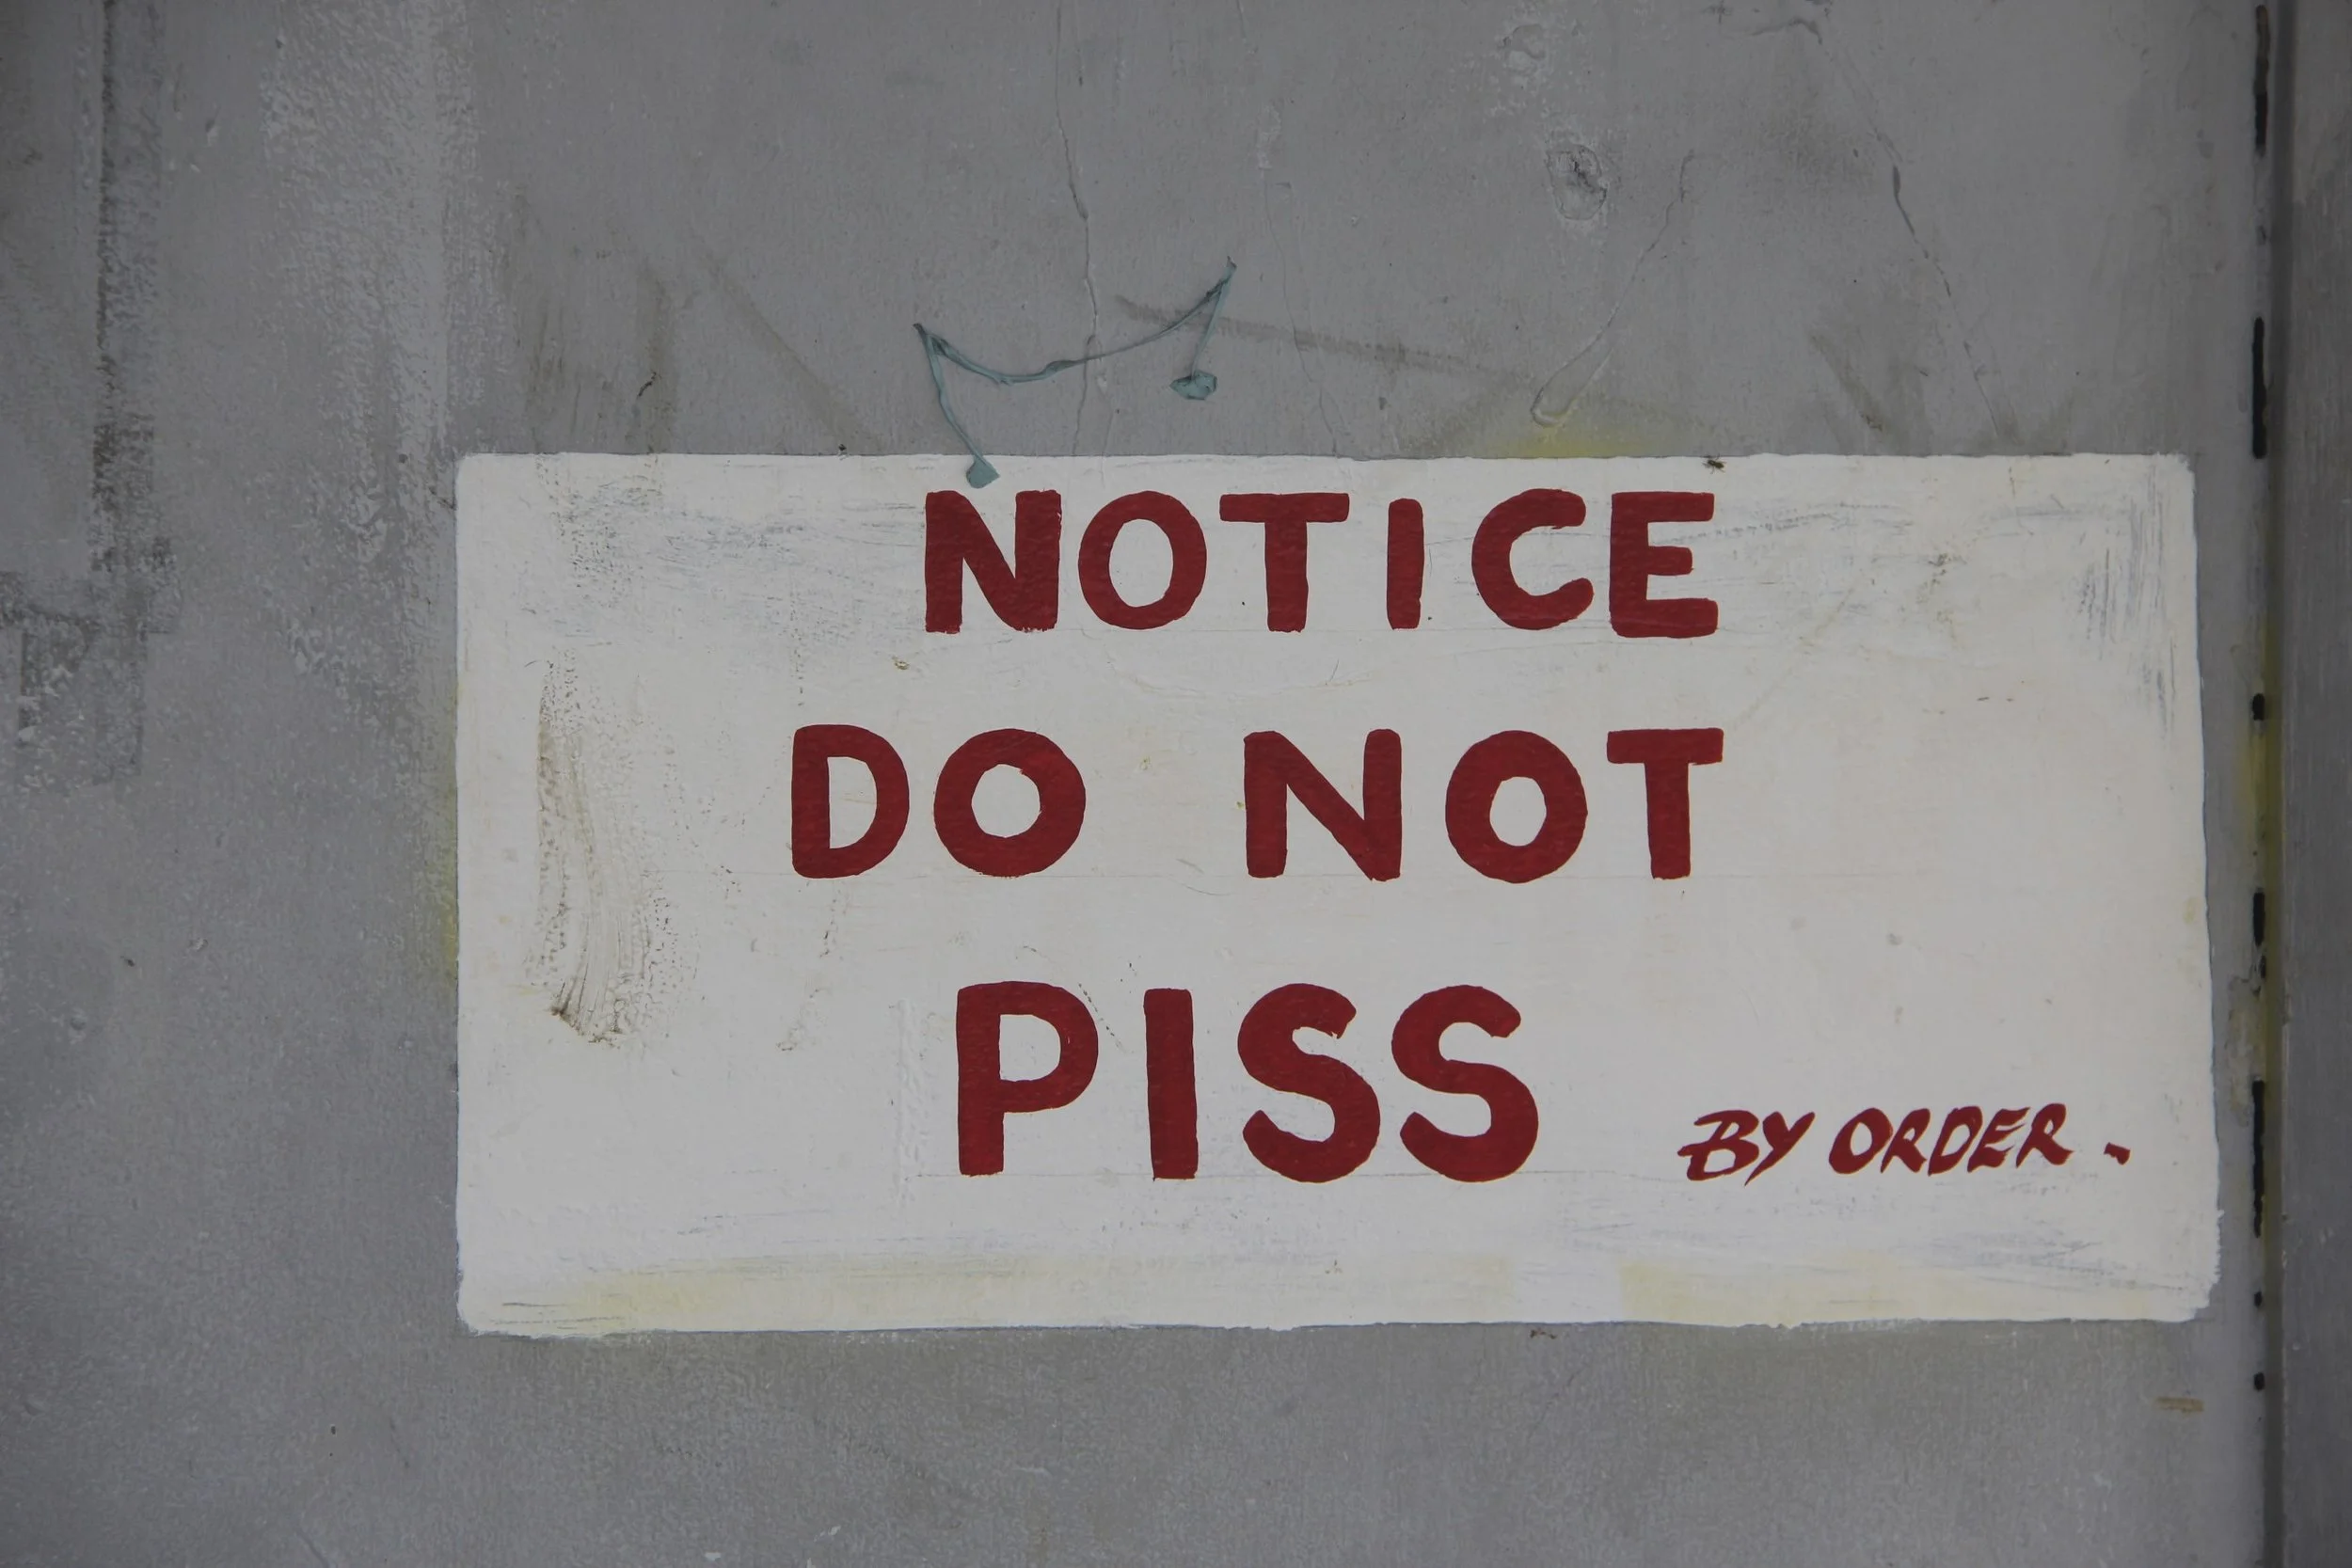 NOTICE
DO NOT
PISS
BY ORDER.